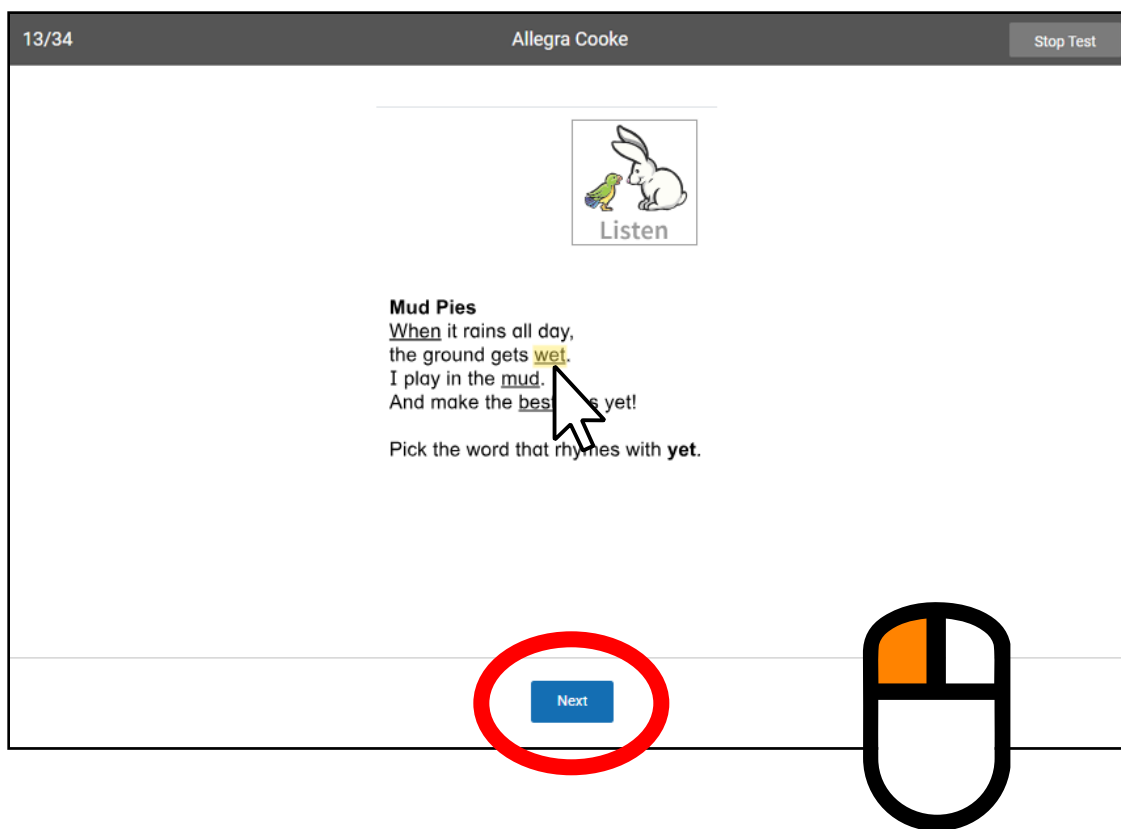 13/34
Allegra Cooke
Stop Test
Listen
Mud Pies
When it rains all day,
the ground gets wet.
I play in the mud.
And make the best yet!
Pick the word that rhymes with yet.
Next